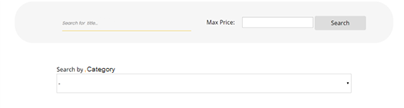 Search for title...
Max Price:
Search
Search by . Category
-